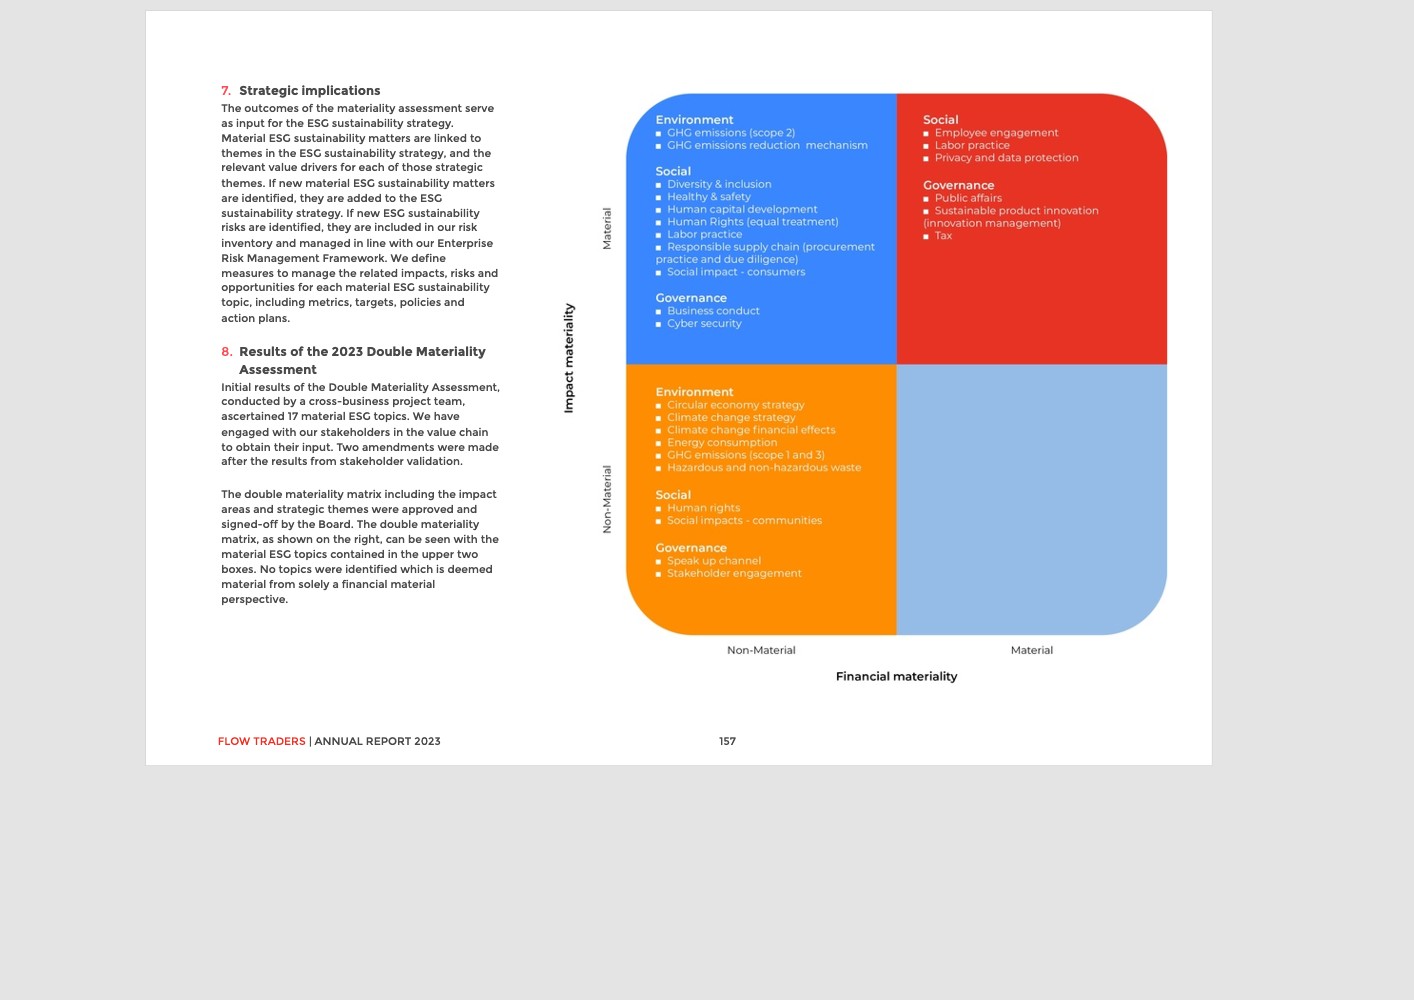 7. Strategic implications
The outcomes of the materiality assessment serve
as input for the ESG sustainability strategy.
Material ESG sustainability matters are linked to
themes in the ESG sustainability strategy, and the
relevant value drivers for each of those strategic
themes. If new material ESG sustainability matters
are identified, they are added to the ESG
sustainability strategy. If new ESG sustainability
risks are identified, they are included in our risk
inventory and managed in line with our Enterprise
Risk Management Framework. We define
measures to manage the related impacts, risks and
opportunities for each material ESG sustainability
topic, including metrics, targets, policies and
action plans.
8. Results of the 2023 Double Materiality
Assessment
Initial results of the Double Materiality Assessment,
conducted by a cross-business project team,
ascertained 17 material ESG topics. We have
engaged with our stakeholders in the value chain
to obtain their input. Two amendments were made
after the results from stakeholder validation.
The double materiality matrix including the impact
areas and strategic themes were approved and
signed-off by the Board. The double materiality
matrix, as shown on the right, can be seen with the
material ESG topics contained in the upper two
boxes. No topics were identified which is deemed
material from solely a financial material
perspective.
Impact materiality
Material
Non-Material
Environment
▪ GHG emissions (scope 2)
▪ GHG emissions reduction mechanism
Social
▪ Diversity & inclusion
▪ Healthy & safety
▪ Human capital development
▪ Human Rights (equal treatment)
▪ Labor practice
▪ Responsible supply chain (procurement
practice and due diligence)
▪ Social impact - consumers
Governance
▪ Business conduct
▪ Cyber security
Social
▪ Employee engagement
▪ Labor practice
▪ Privacy and data protection
Governance
▪ Public affairs
▪ Sustainable product innovation
(innovation management)
▪ Tax
Environment
▪ Circular economy strategy
▪ Climate change strategy
▪ Climate change financial effects
▪ Energy consumption
▪ GHG emissions (scope 1 and 3)
▪ Hazardous and non-hazardous waste
Social
▪ Human rights
▪ Social impacts - communities
Governance
▪ Speak up channel
▪ Stakeholder engagement
Non-Material
Material
Financial materiality
FLOW TRADERS | ANNUAL REPORT 2023
157